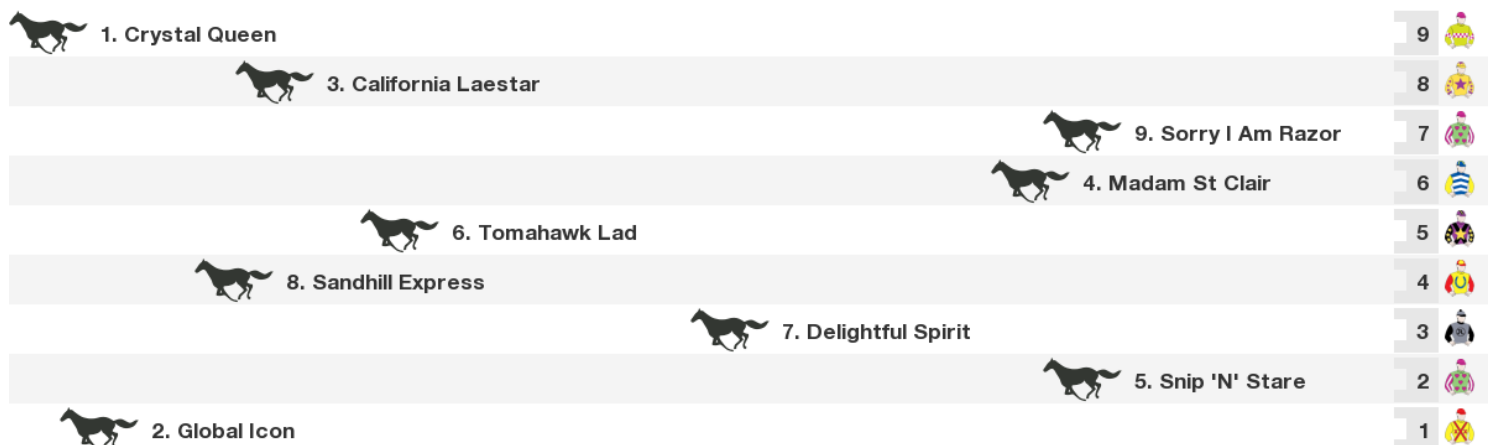 1. Crystal Queen 9
3. California Laestar 8
9. Sorry I Am Razor 7
4. Madam St Clair 6
6. Tomahawk Lad 5
8. Sandhill Express 4
7. Delightful Spirit 3
5. Snip 'N' Stare 2
2. Global Icon 1